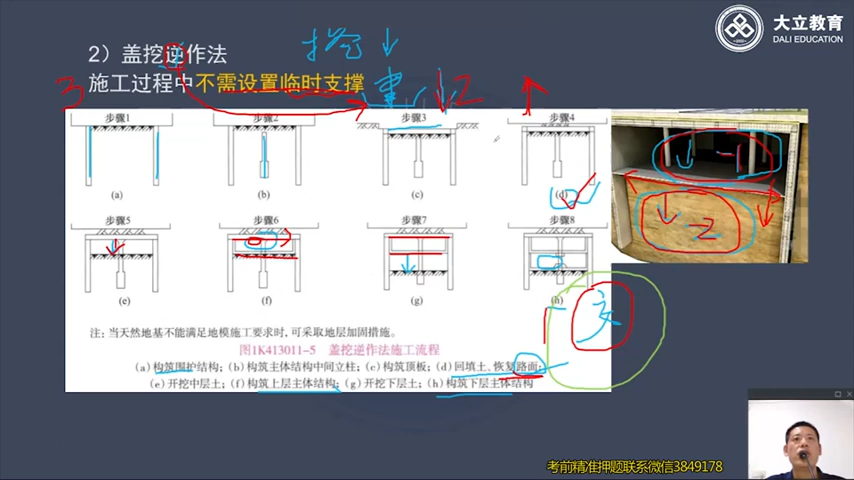 大立教育
DALI EDUCATION
2）盖挖逆作法
挖↓
施工过程中不需设置临时支撑
3
建
2
步骤1 步骤2 步骤3 步骤4
(a) (b) (c) (d)
步骤5 步骤6 步骤7 步骤8
(e) (f) (g) (h)
-1
-2
注：当天然地基不能满足地模施工要求时，可采取地层加固措施。
图1K413011-5 盖挖逆作法施工流程
(a) 构筑围护结构；(b) 构筑主体结构中间立柱；(c) 构筑顶板；(d) 回填土、恢复路面；
(e) 开挖中层土；(f) 构筑上层主体结构；(g) 开挖下层土；(h) 构筑下层主体结构
考前精准押题联系微信3849178